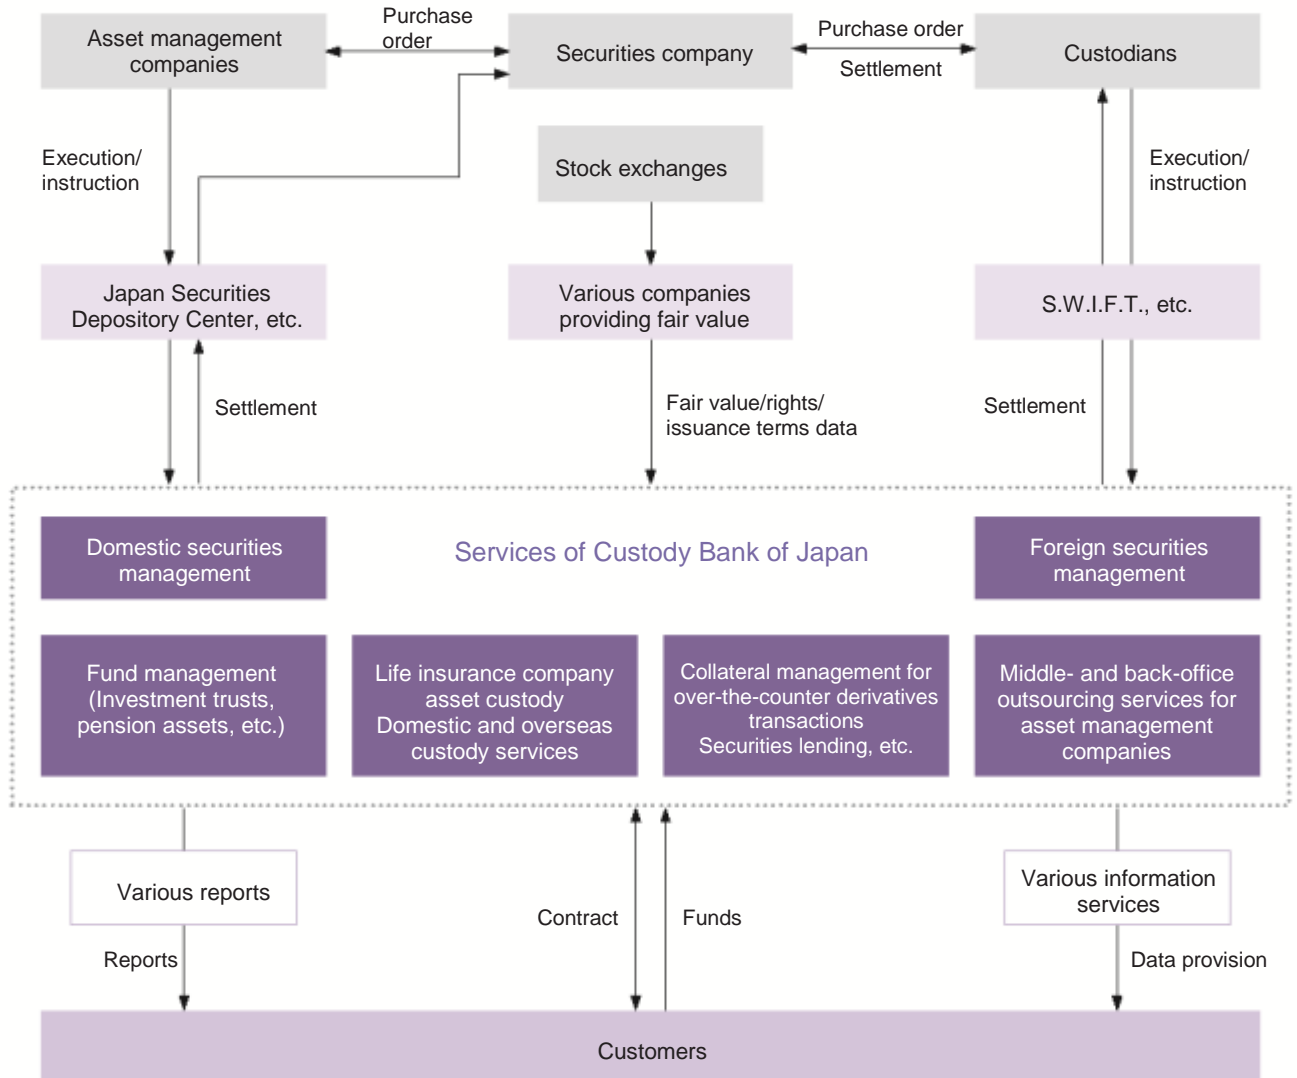 Asset management
companies
Purchase
order
Securities company
Purchase order
Settlement
Custodians
Execution/
instruction
Stock exchanges
Execution/
instruction
Japan Securities
Depository Center, etc.
Various companies
providing fair value
S.W.I.F.T., etc.
Settlement
Fair value/rights/
issuance terms data
Settlement
Domestic securities
management
Services of Custody Bank of Japan
Foreign securities
management
Fund management
(Investment trusts,
pension assets, etc.)
Life insurance company
asset custody
Domestic and overseas
custody services
Collateral management for
over-the-counter derivatives
transactions
Securities lending, etc.
Middle- and back-office
outsourcing services for
asset management
companies
Various reports
Contract
Funds
Various information
services
Reports
Data provision
Customers